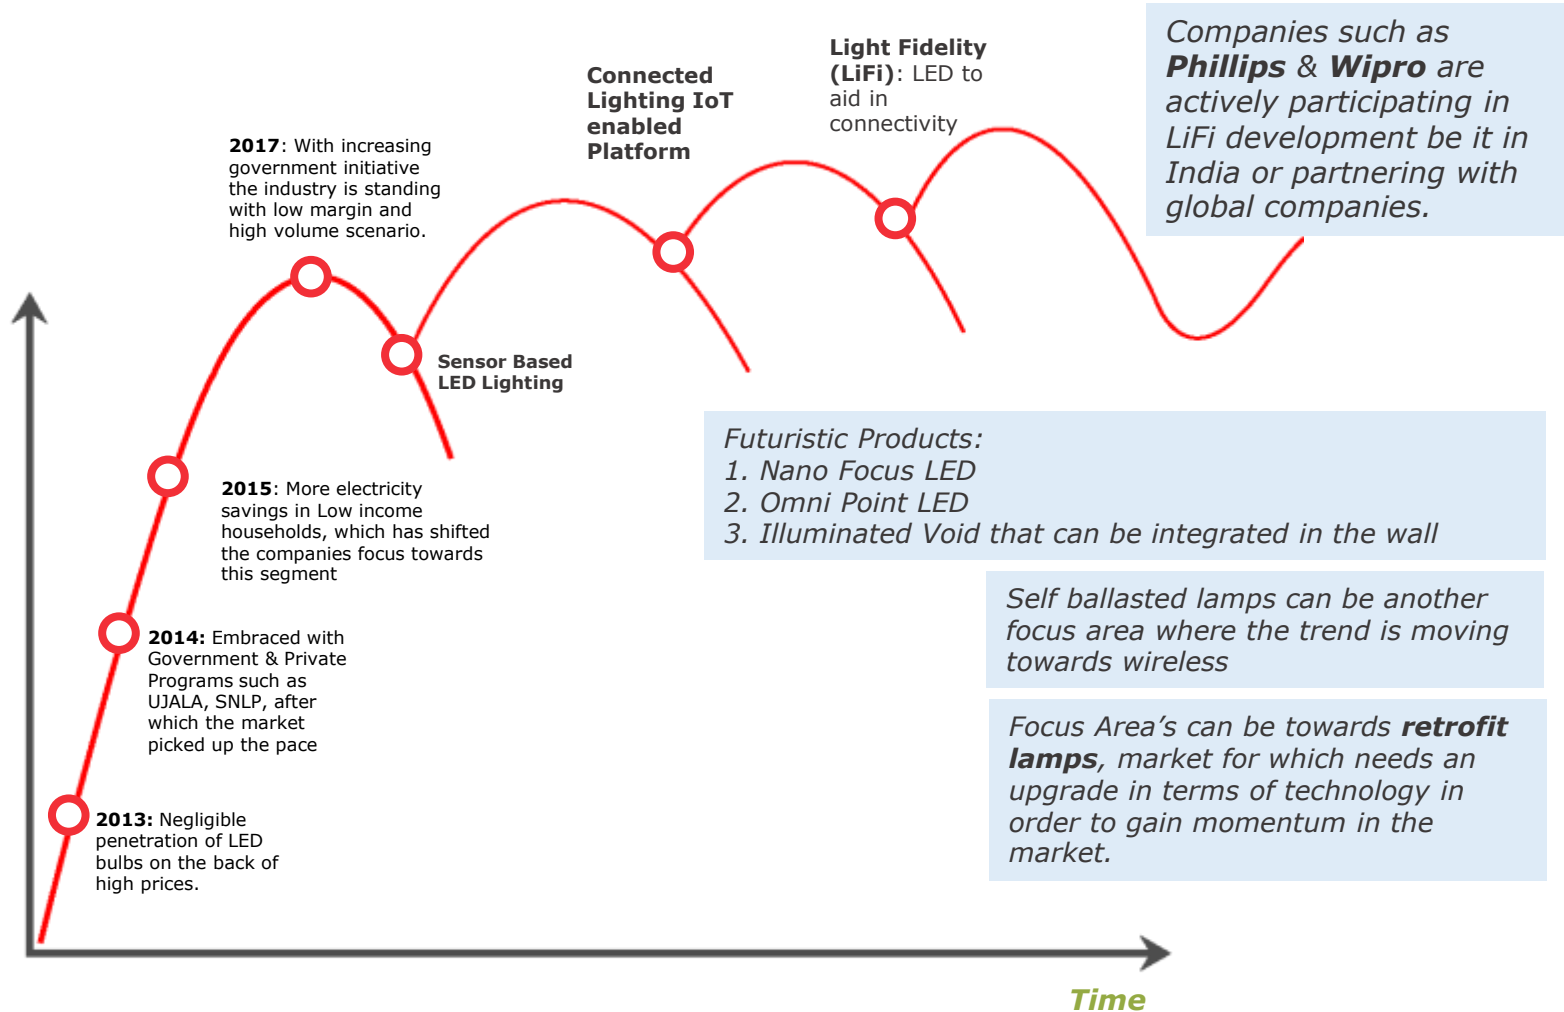 Companies such as
Phillips & Wipro are
actively participating in
LiFi development be it in
India or partnering with
global companies.
Light Fidelity
(LiFi): LED to
aid in
connectivity
Connected
Lighting IoT
enabled
Platform
2017: With increasing
government initiative
the industry is standing
with low margin and
high volume scenario.
Sensor Based
LED Lighting
Futuristic Products:
1. Nano Focus LED
2. Omni Point LED
3. Illuminated Void that can be integrated in the wall
2015: More electricity
savings in Low income
households, which has shifted
the companies focus towards
this segment
Self ballasted lamps can be another
focus area where the trend is moving
towards wireless
2014: Embraced with
Government & Private
Programs such as
UJALA, SNLP, after
which the market
picked up the pace
Focus Area’s can be towards retrofit
lamps, market for which needs an
upgrade in terms of technology in
order to gain momentum in the
market.
2013: Negligible
penetration of LED
bulbs on the back of
high prices.
Time